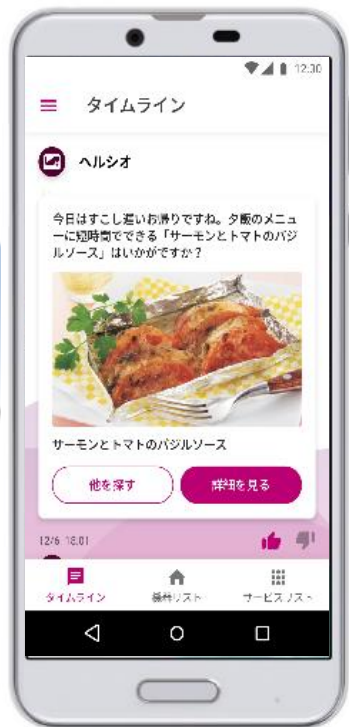 12:30
タイムライン
ヘルシオ
今日はすこし遅いお帰りですね。夕飯のメニュ
ーに短時間でできる「サーモンとトマトのバジ
ルソース」はいかがですか？
サーモンとトマトのバジルソース
他を探す 詳細を見る
12/6 18:01
タイムライン 機器リスト サービスリスト